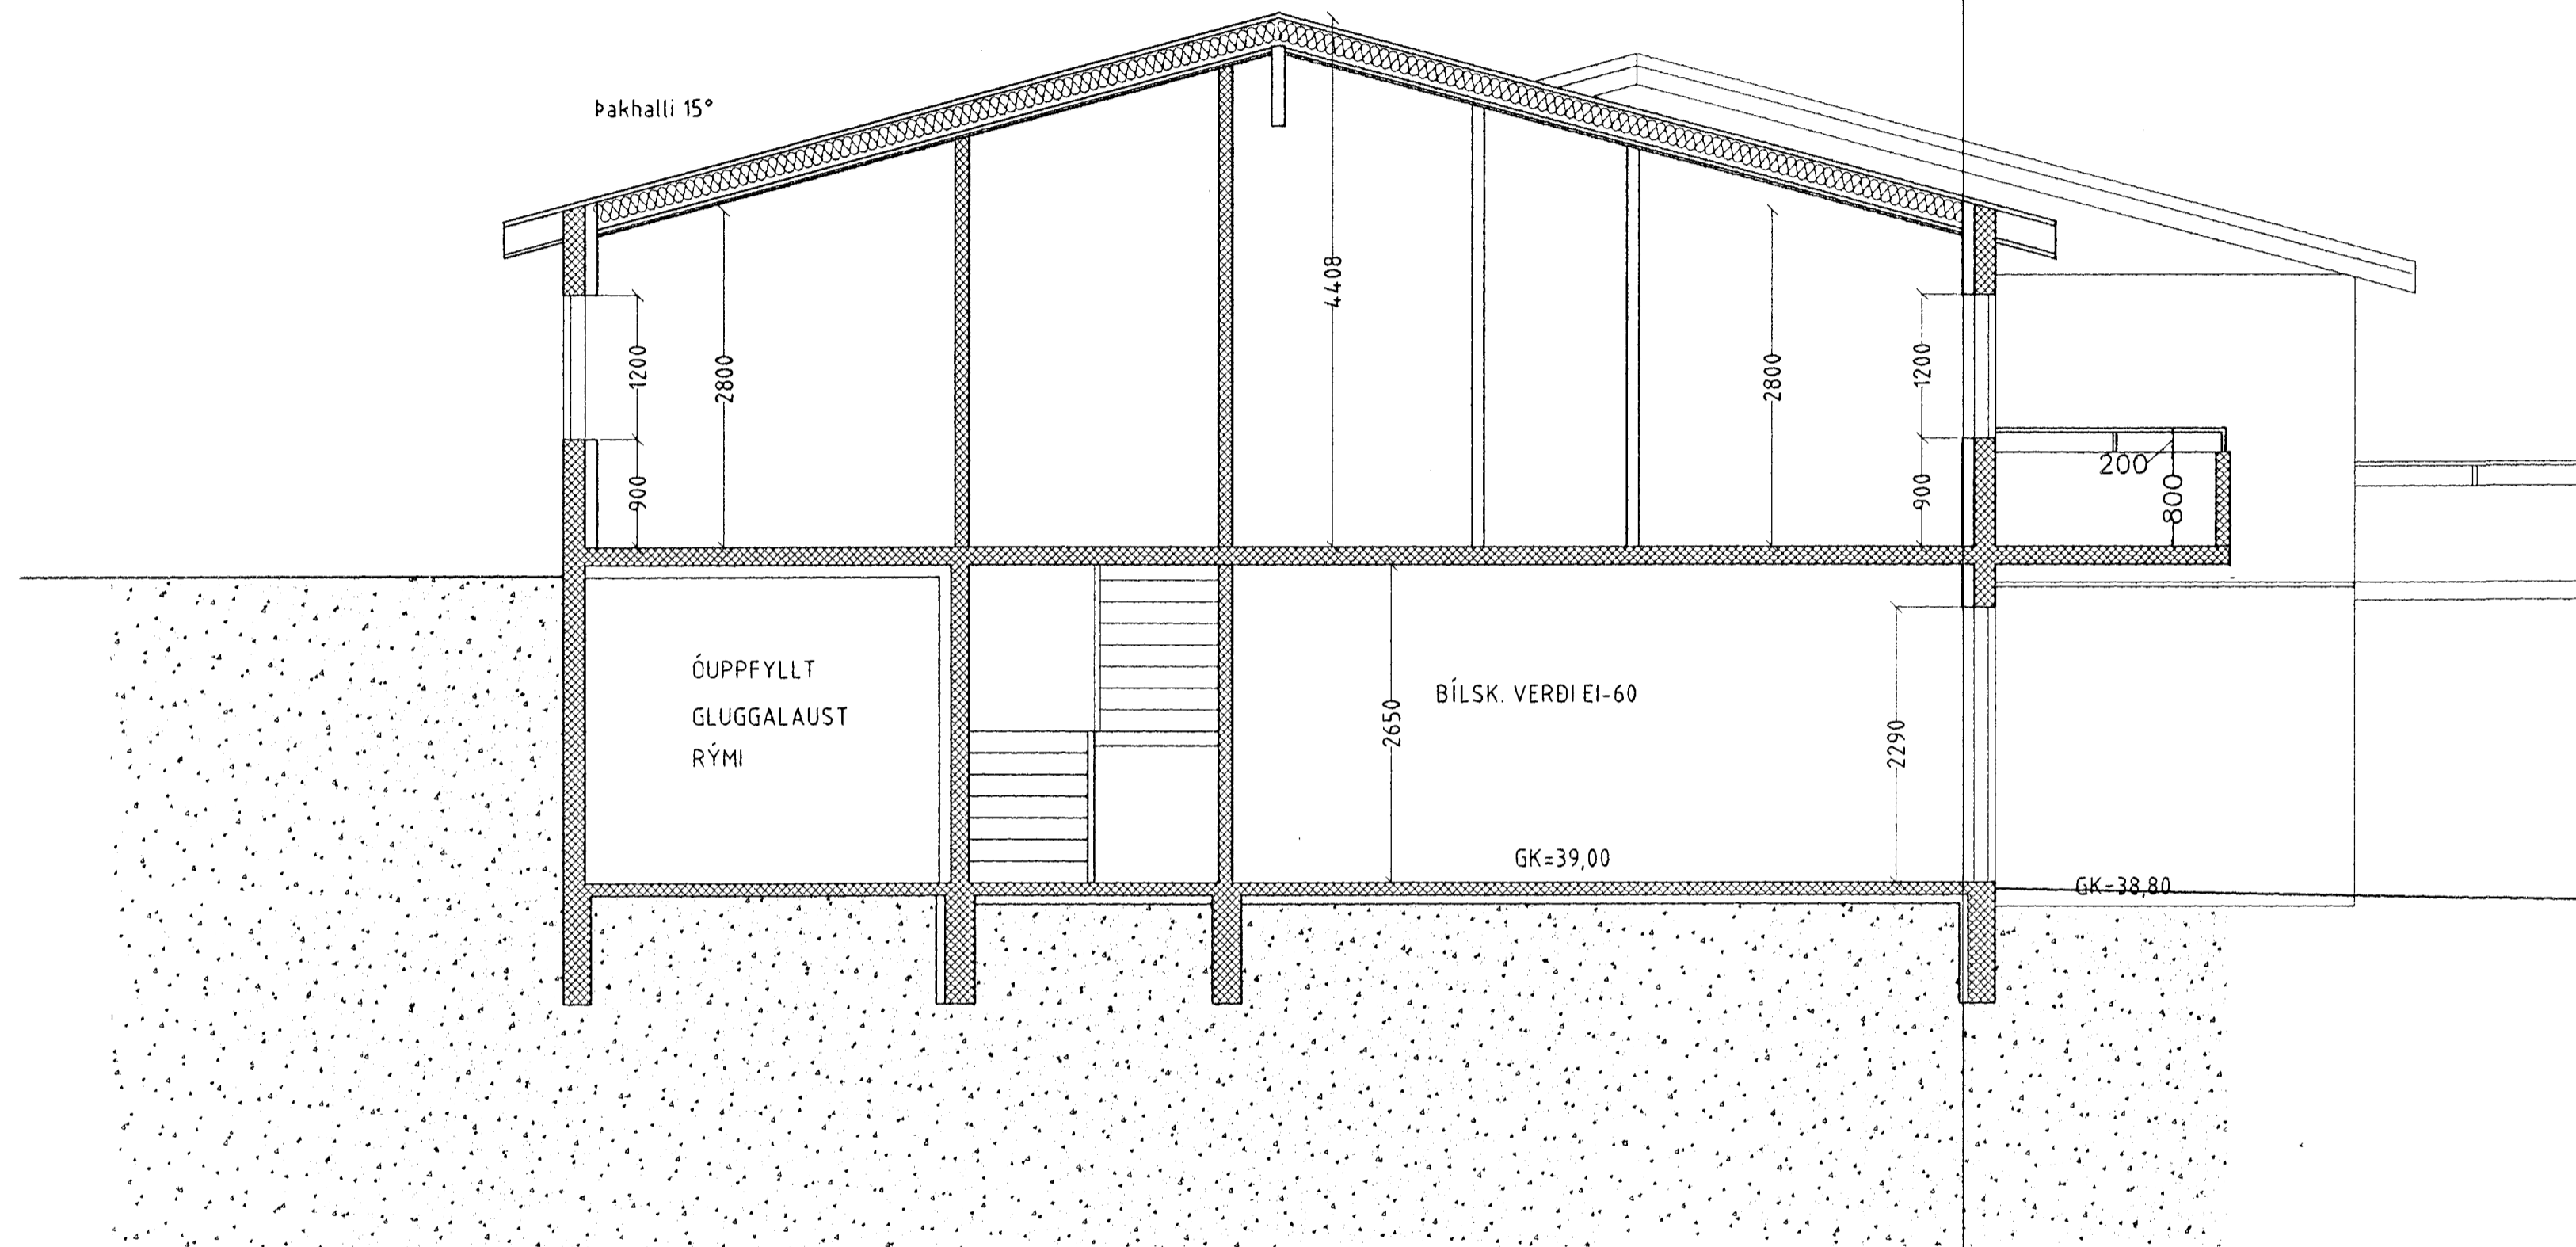 Þakhalli 15°
4408
1200
2800
2800
1200
900
900
200
800
ÓUPPFYLLT
GLUGGALAUST
RÝMI
2650
BÍLSK. VERÐI EI-60
2290
GK=39,00
GK=38,80